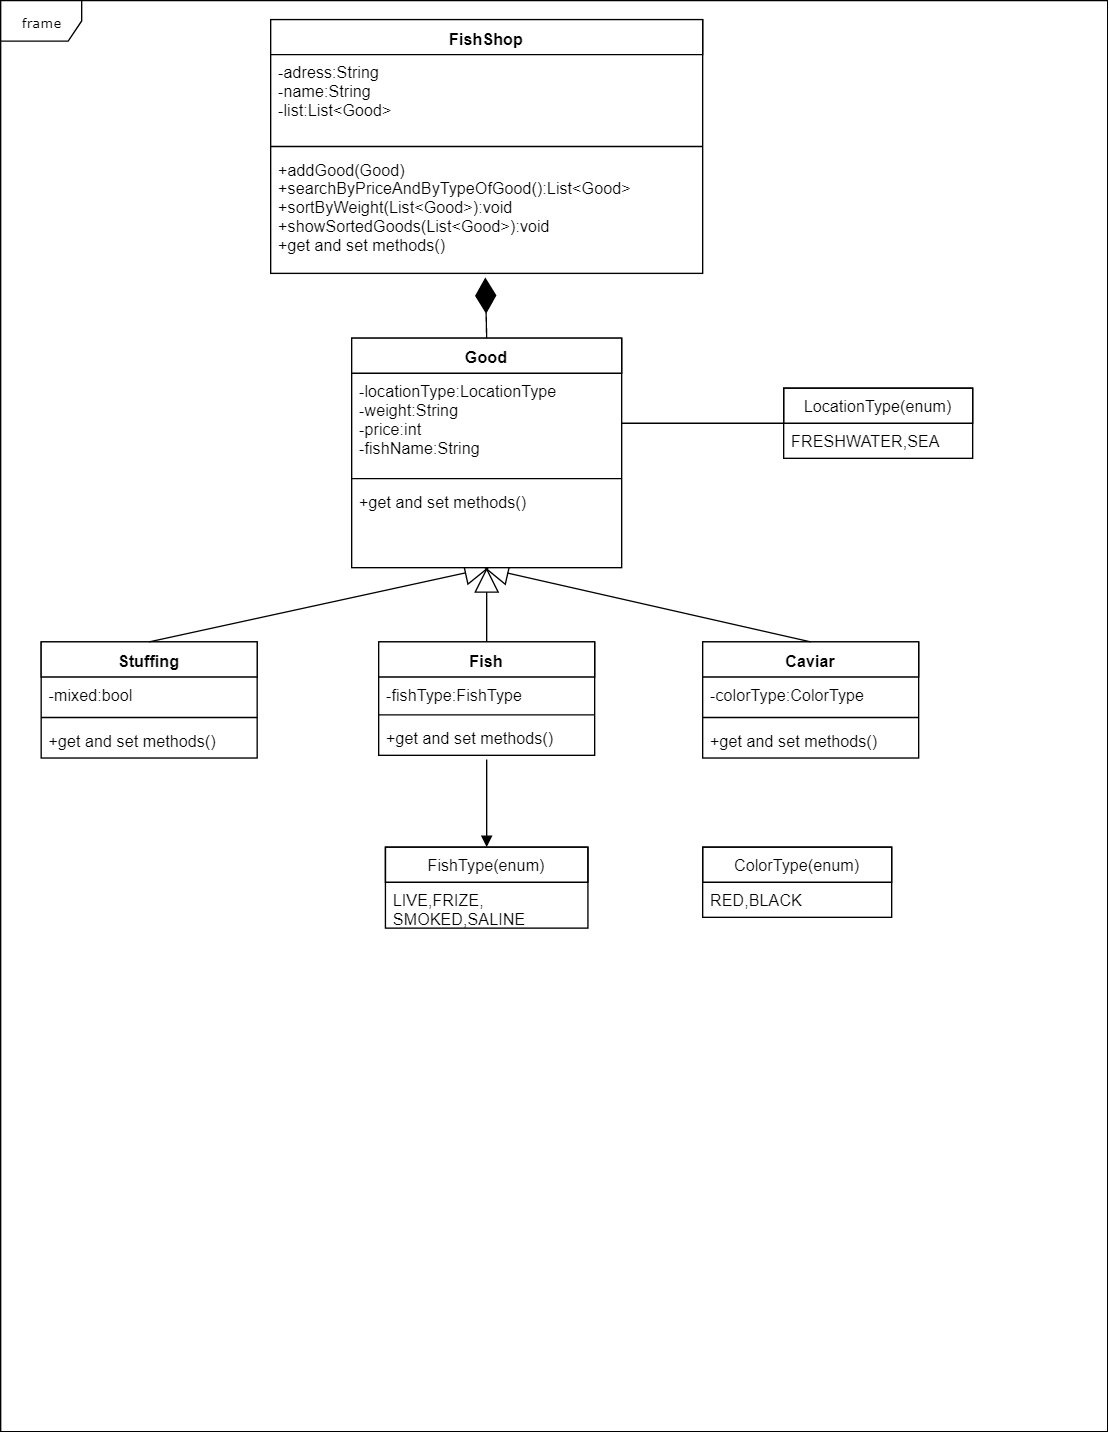 frame
FishShop
-adress:String
-name:String
-list:List<Good>
+addGood(Good)
+searchByPriceAndByTypeOfGood():List<Good>
+sortByWeight(List<Good>):void
+showSortedGoods(List<Good>):void
+get and set methods()
Good
-locationType:LocationType
-weight:String
-price:int
-fishName:String
+get and set methods()
LocationType(enum)
FRESHWATER,SEA
Stuffing
-mixed:bool
+get and set methods()
Fish
-fishType:FishType
+get and set methods()
Caviar
-colorType:ColorType
+get and set methods()
FishType(enum)
LIVE,FRIZE,
SMOKED,SALINE
ColorType(enum)
RED,BLACK